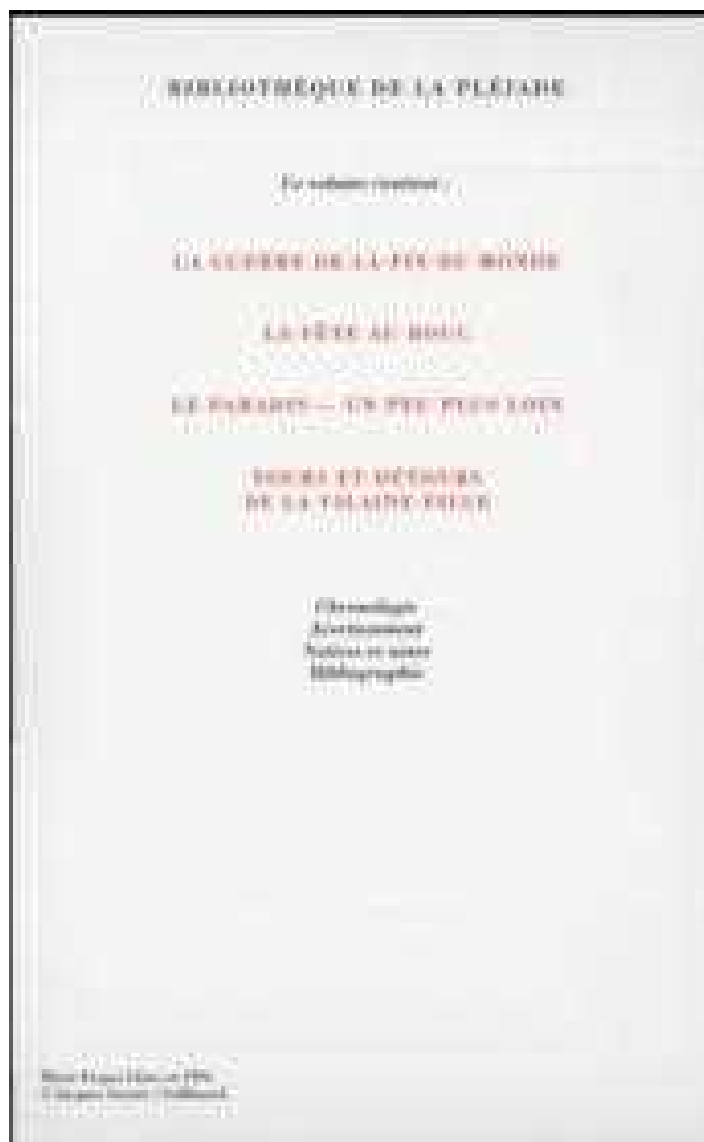 BIBLIOTHÈQUE DE LA PLÉIADE
Ce volume contient :
LA GUERRE DE LA FIN DU MONDE
LA FÊTE AU BOUC
LE PARADIS — UN PEU PLUS LOIN
TOURS ET DÉTOURS
DE LA VILAINE FILLE
Chronologie
Avertissement
Notices et notes
Bibliographie